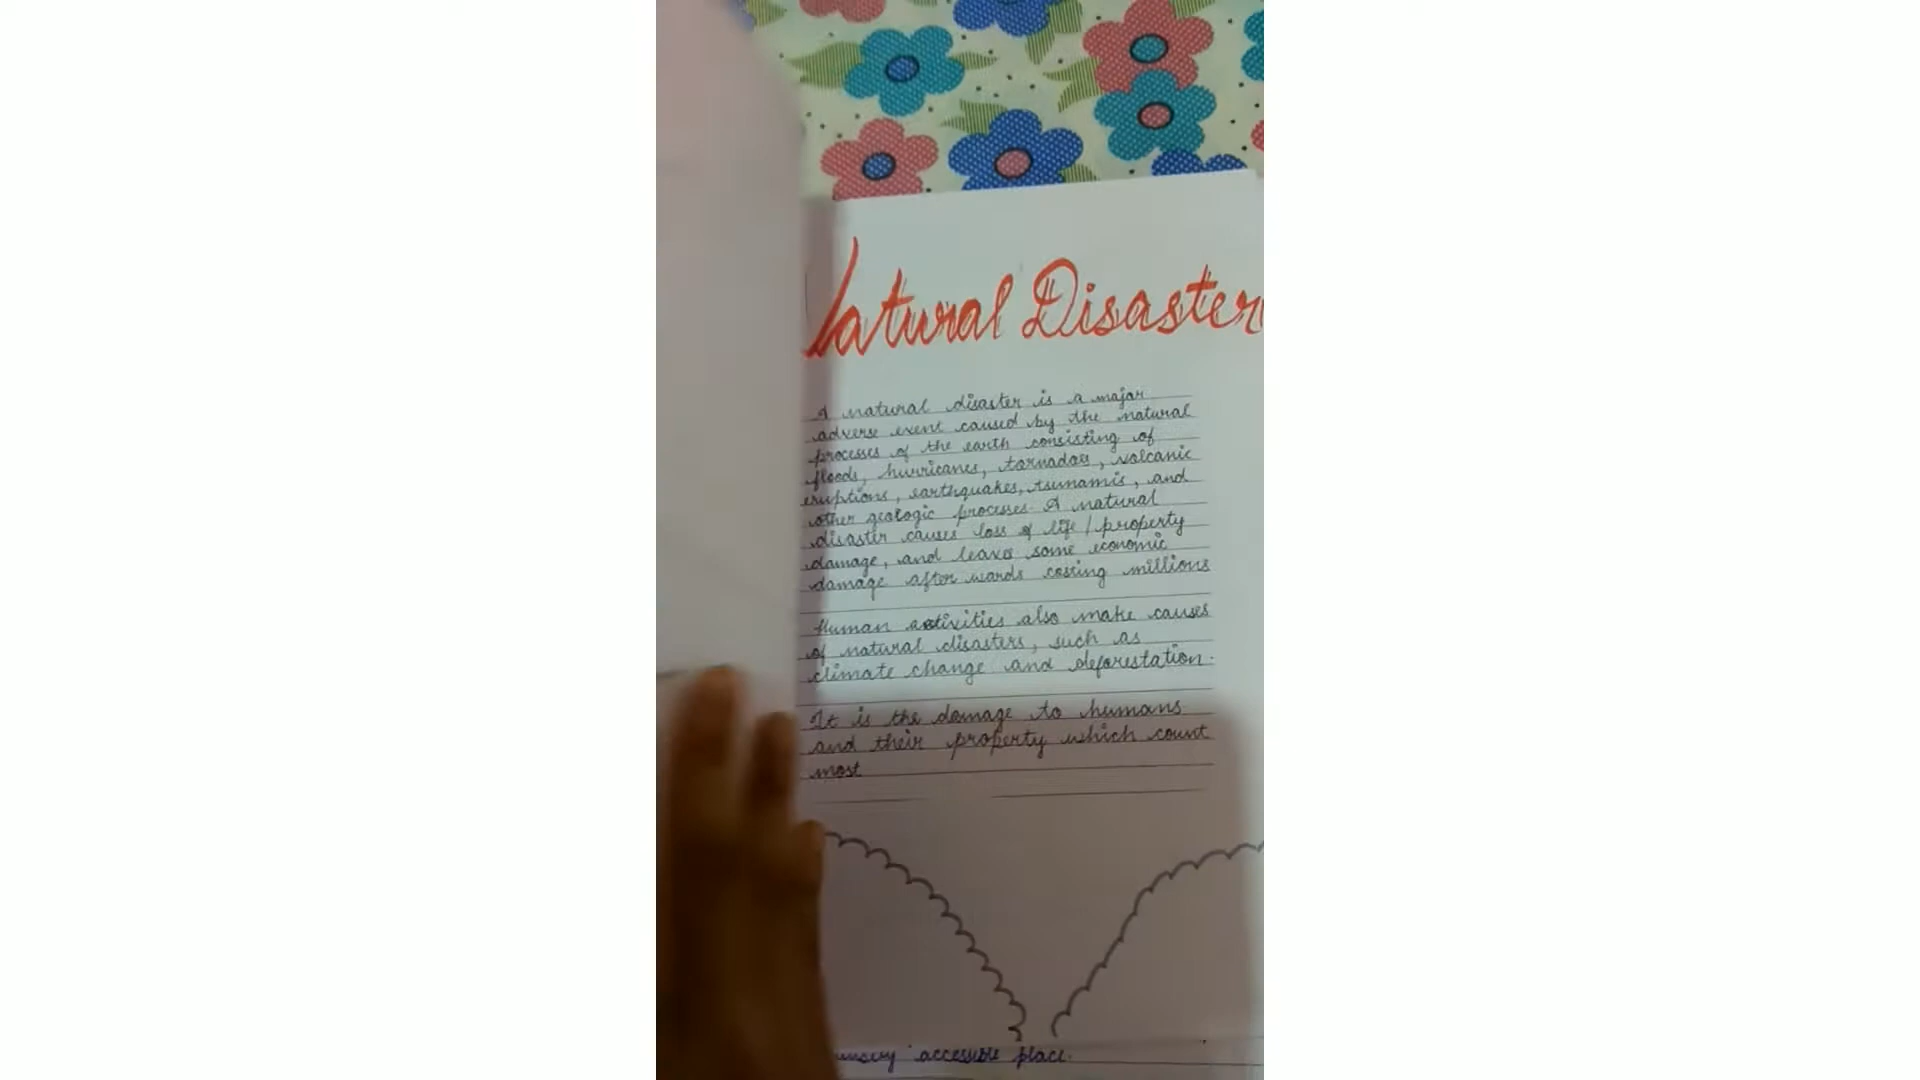 Natural Disaster
A natural disaster is a major
adverse event caused by the natural
processes of the earth consisting of
floods, hurricanes, tornadoes, volcanic
eruptions, earthquakes, tsunamis, and
other geologic processes. A natural
disaster causes loss of life / property
damage, and leaves some economic
damage after wards costing millions
Human activities also make causes
of natural disasters, such as
climate change and deforestation.
It is the damage to humans
and their property which count
most
accessible place.